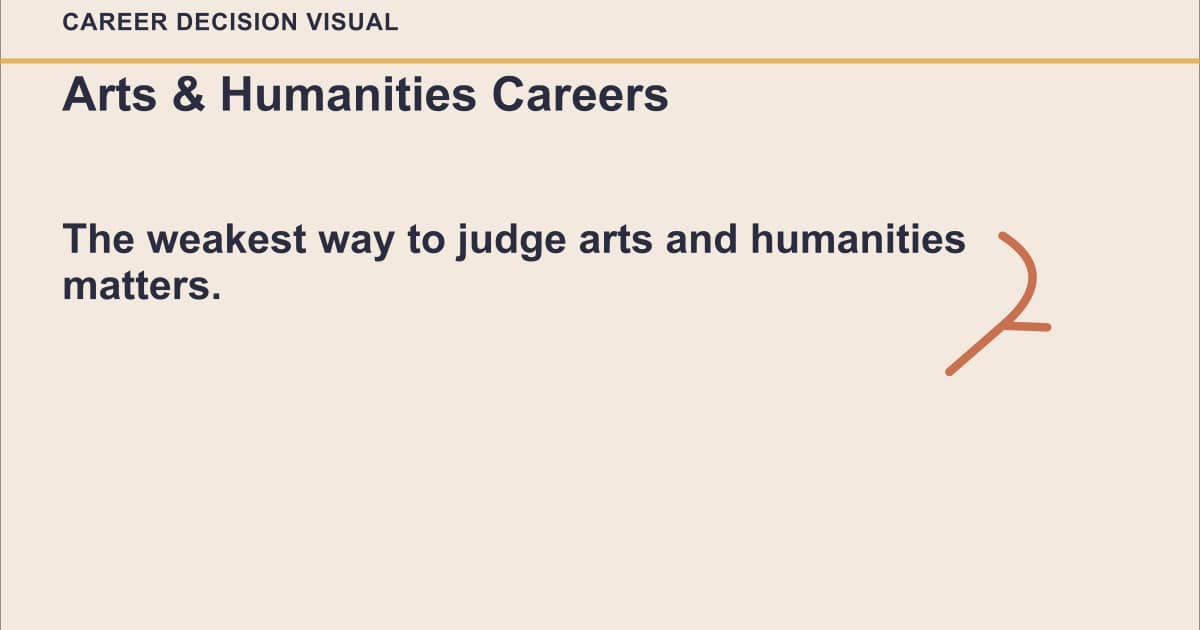 CAREER DECISION VISUAL
Arts & Humanities Careers
The weakest way to judge arts and humanities
matters.